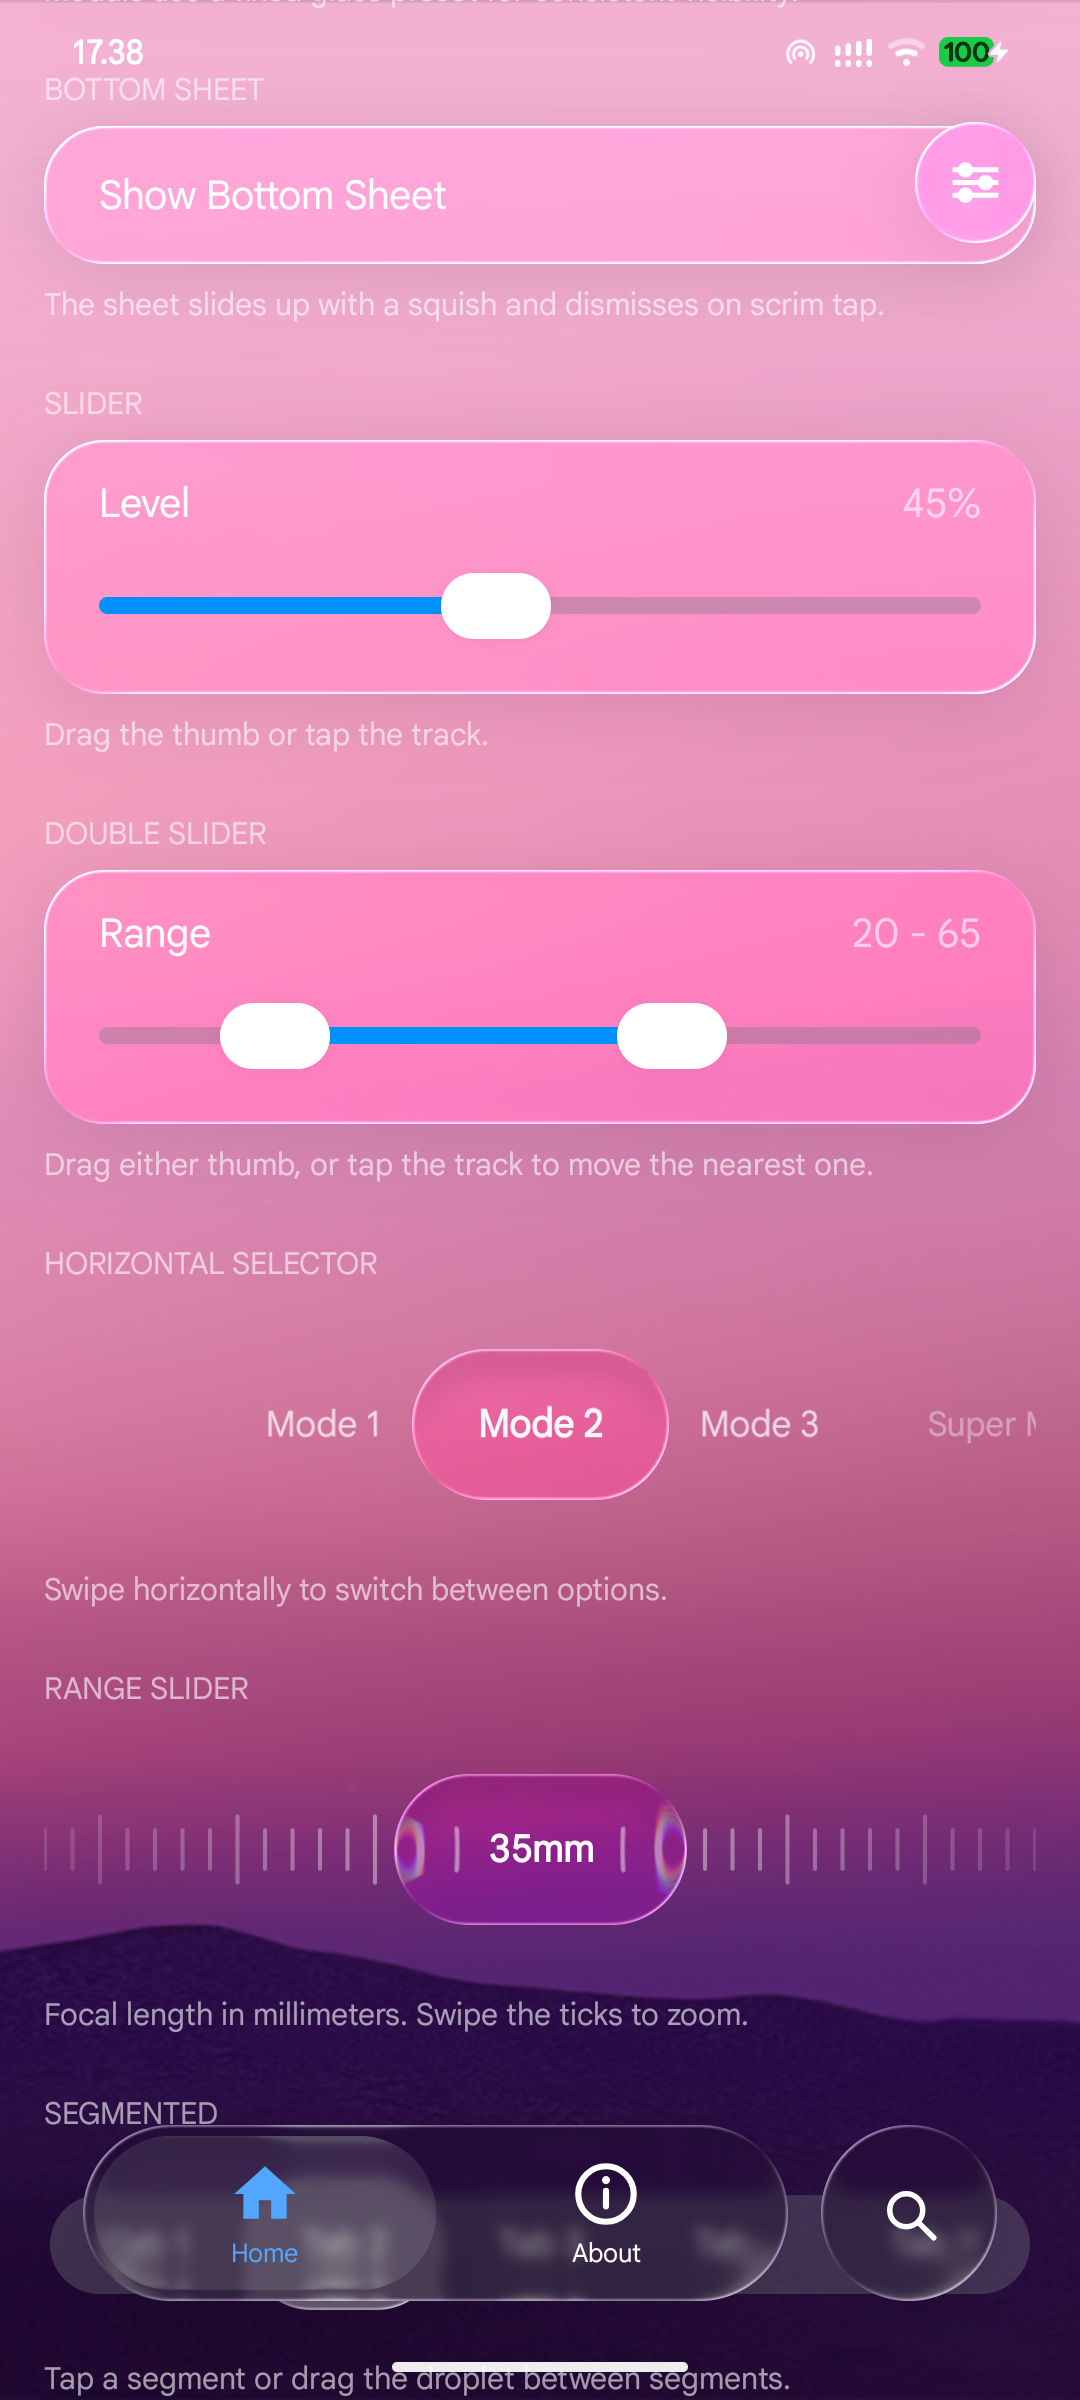 17.38
100
BOTTOM SHEET
Show Bottom Sheet
The sheet slides up with a squish and dismisses on scrim tap.
SLIDER
Level
45%
Drag the thumb or tap the track.
DOUBLE SLIDER
Range
20 - 65
Drag either thumb, or tap the track to move the nearest one.
HORIZONTAL SELECTOR
Mode 1
Mode 2
Mode 3
Super
Swipe horizontally to switch between options.
RANGE SLIDER
35mm
Focal length in millimeters. Swipe the ticks to zoom.
SEGMENTED
Home
About
Tap a segment or drag the droplet between segments.